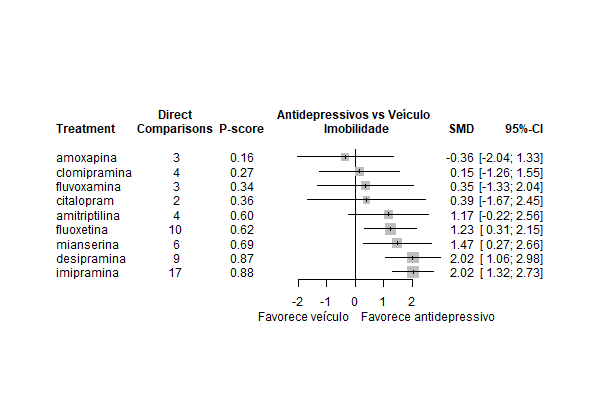 Direct Antidepressivos vs Veículo
Treatment Comparisons P-score Imobilidade SMD 95%-CI
amoxapina 3 0.16 -0.36 [-2.04; 1.33]
clomipramina 4 0.27 0.15 [-1.26; 1.55]
fluvoxamina 3 0.34 0.35 [-1.33; 2.04]
citalopram 2 0.36 0.39 [-1.67; 2.45]
amitriptilina 4 0.60 1.17 [-0.22; 2.56]
fluoxetina 10 0.62 1.23 [ 0.31; 2.15]
mianserina 6 0.69 1.47 [ 0.27; 2.66]
desipramina 9 0.87 2.02 [ 1.06; 2.98]
imipramina 17 0.88 2.02 [ 1.32; 2.73]
-2 -1 0 1 2
Favorece veículo Favorece antidepressivo